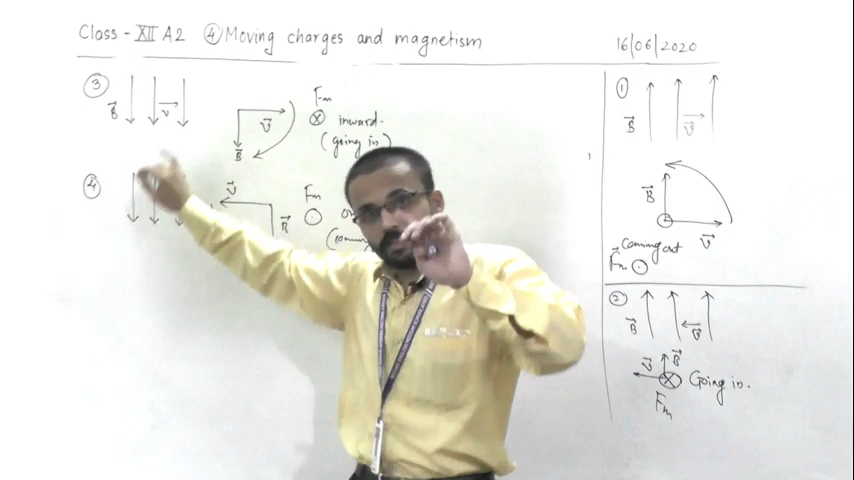 Class - XII A2 ④ Moving charges and magnetism
16/06/2020
③
B V
V
B
Fm
⊗ inward.
(going in)
④
V
B
Fm
⊙
①
B V
B
V
Coming out
Fm ⊙
②
B V
V B
⊗ Going in.
Fm